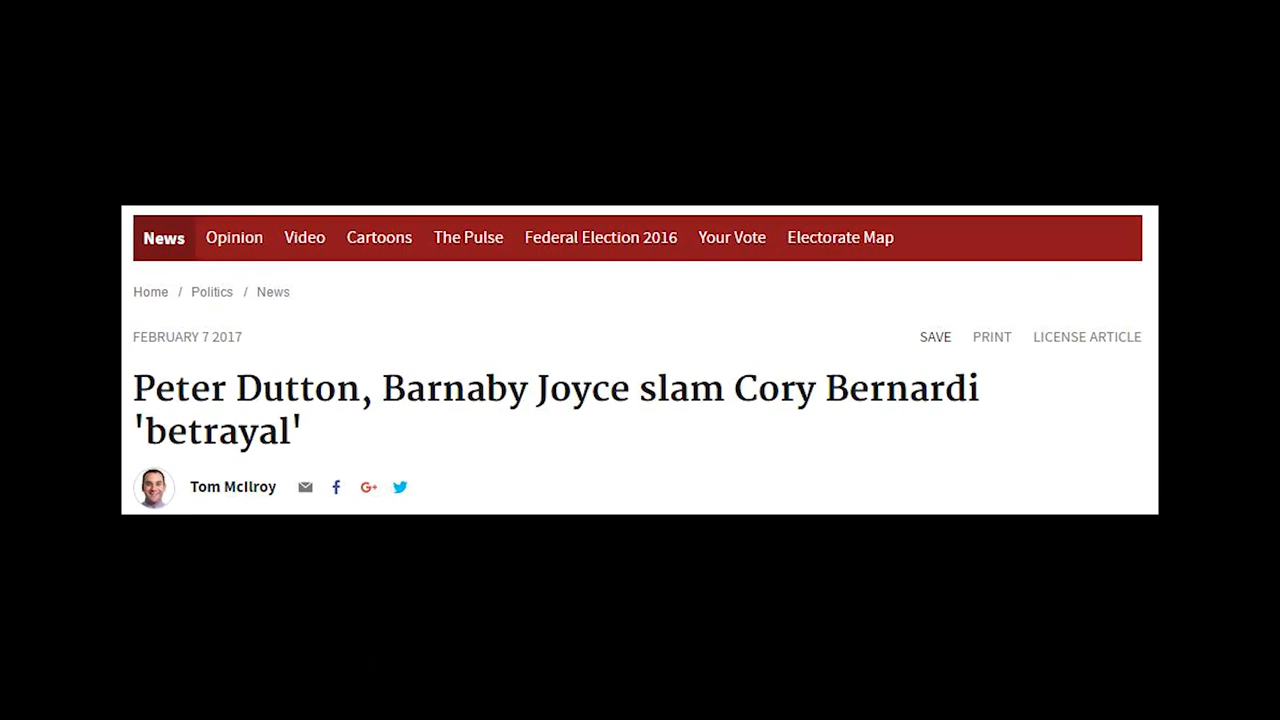 News Opinion Video Cartoons The Pulse Federal Election 2016 Your Vote Electorate Map
Home / Politics / News
FEBRUARY 7 2017 SAVE PRINT LICENSE ARTICLE
Peter Dutton, Barnaby Joyce slam Cory Bernardi
'betrayal'
Tom McIlroy